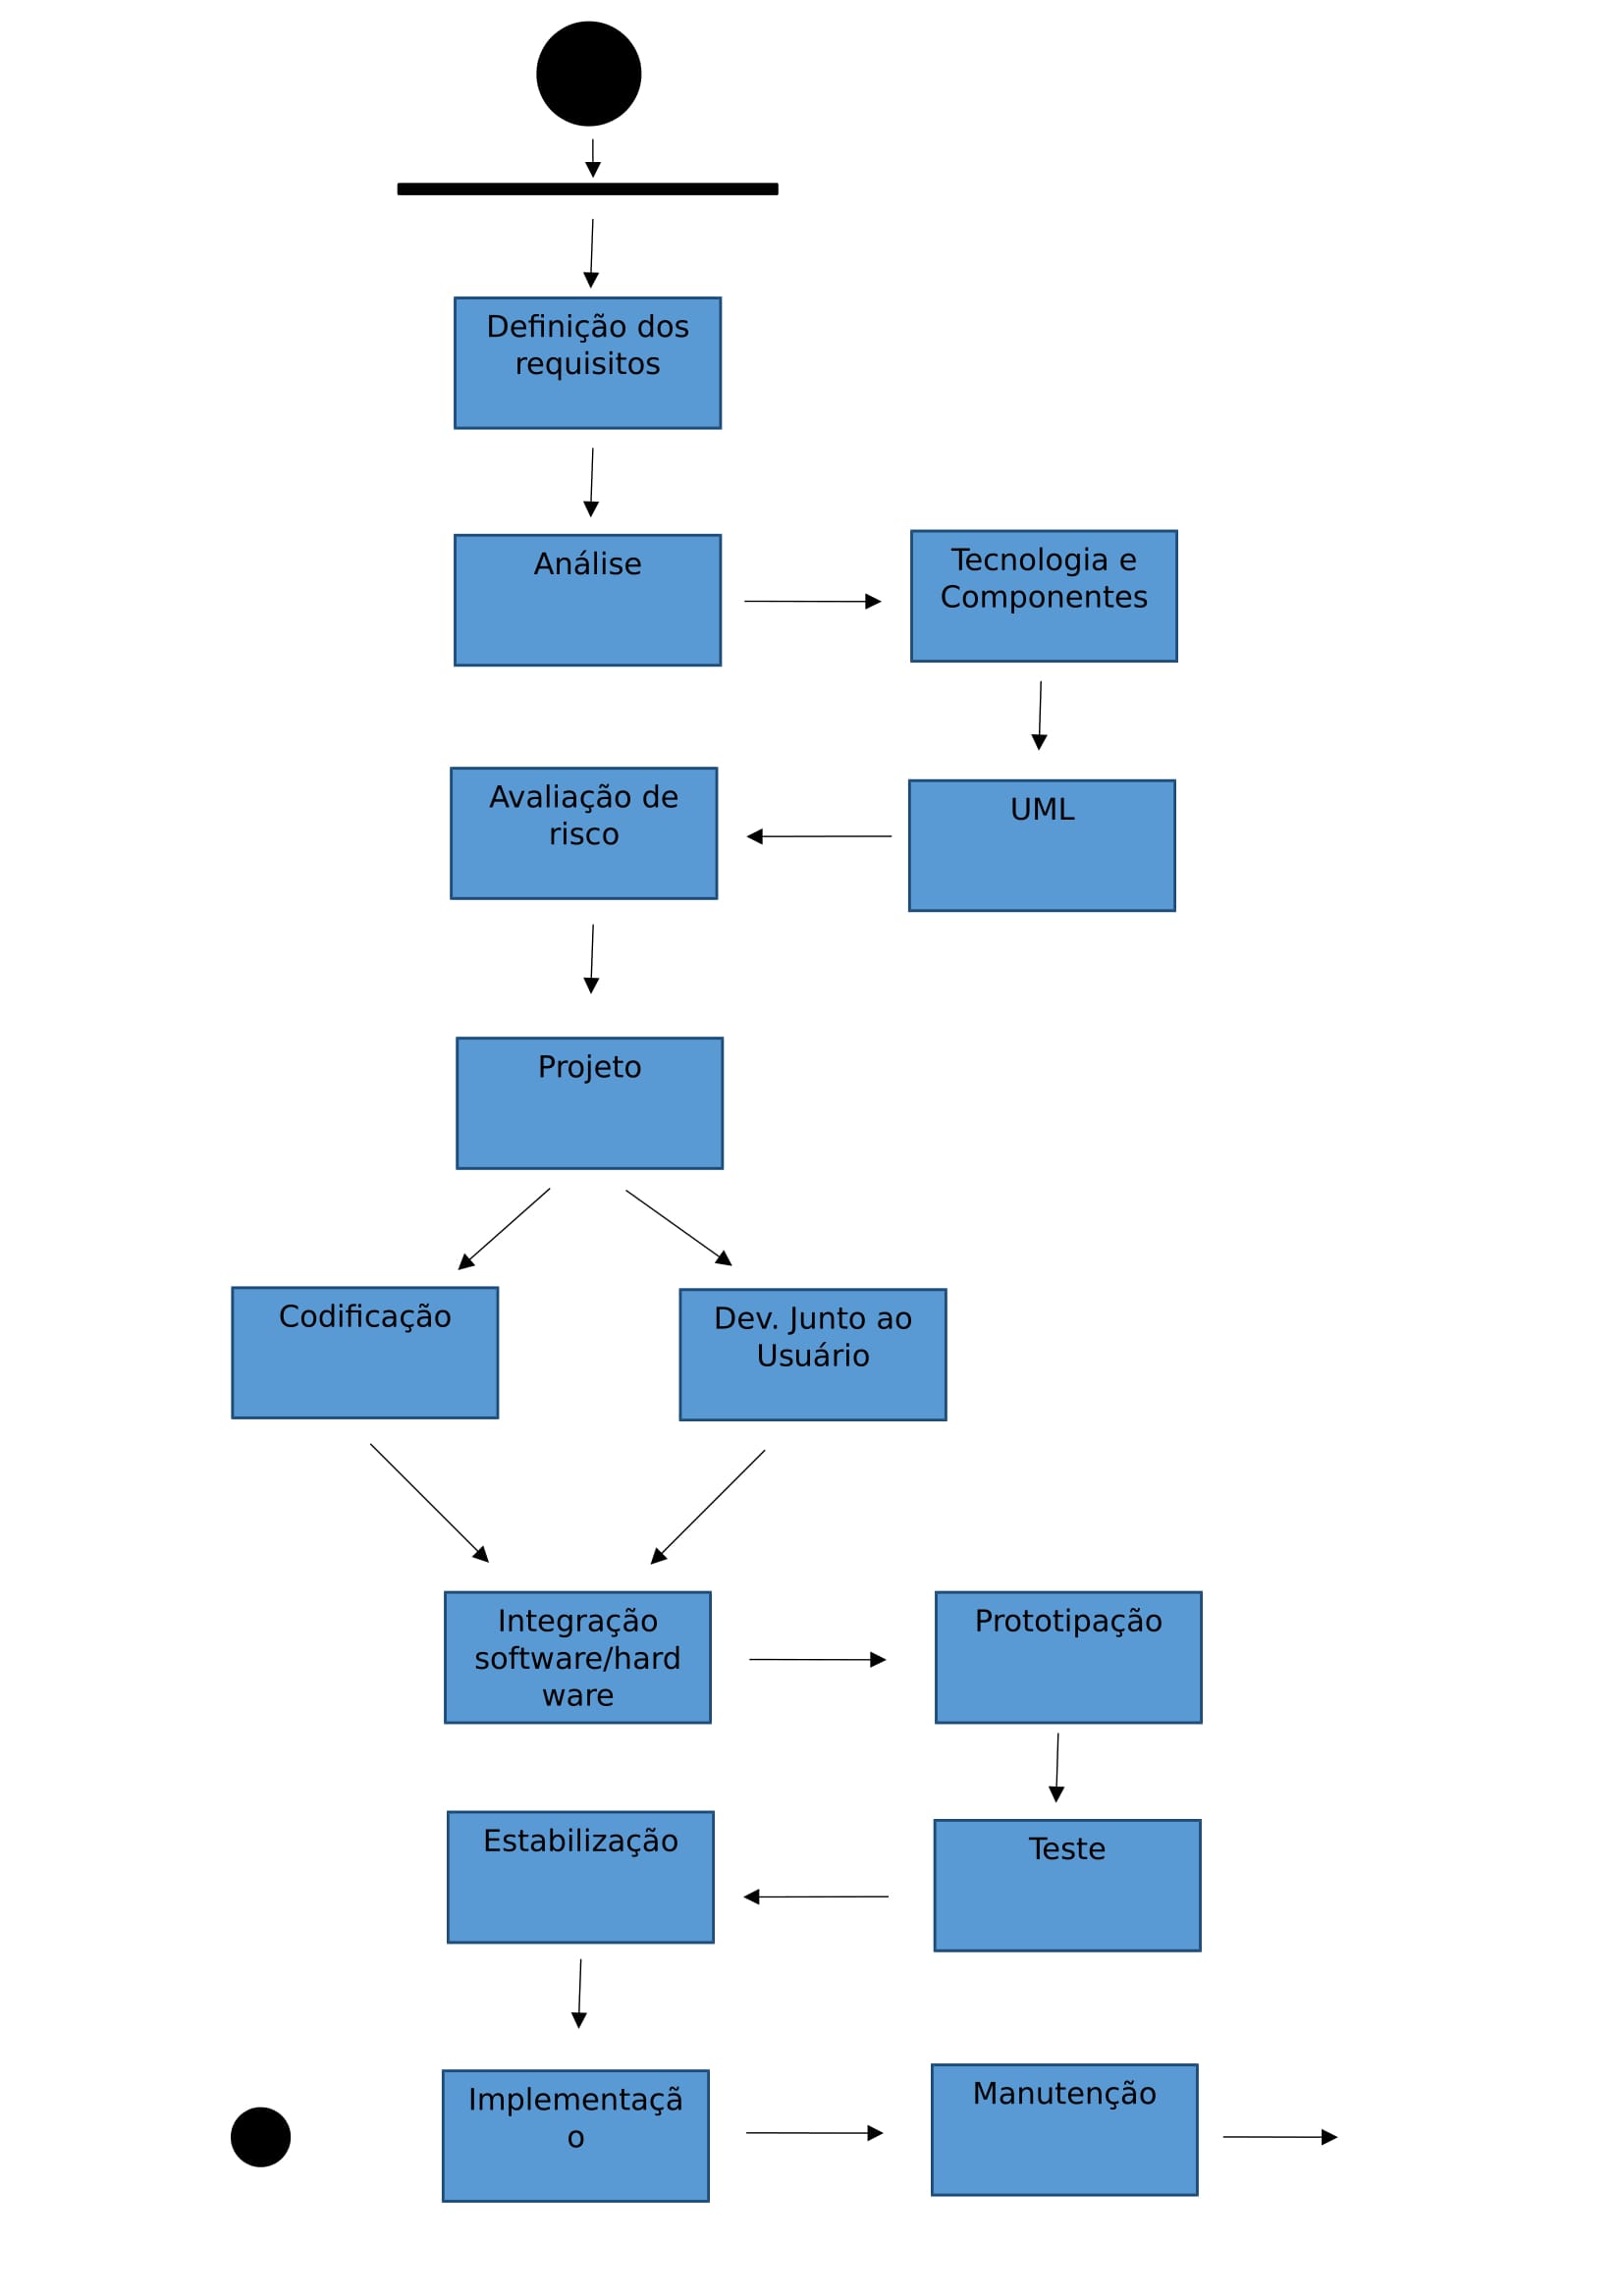 Definição dos
requisitos
Análise
Tecnologia e
Componentes
Avaliação de
risco
UML
Projeto
Codificação
Dev. Junto ao
Usuário
Integração
software/hard
ware
Prototipação
Estabilização
Teste
Implementaçã
o
Manutenção